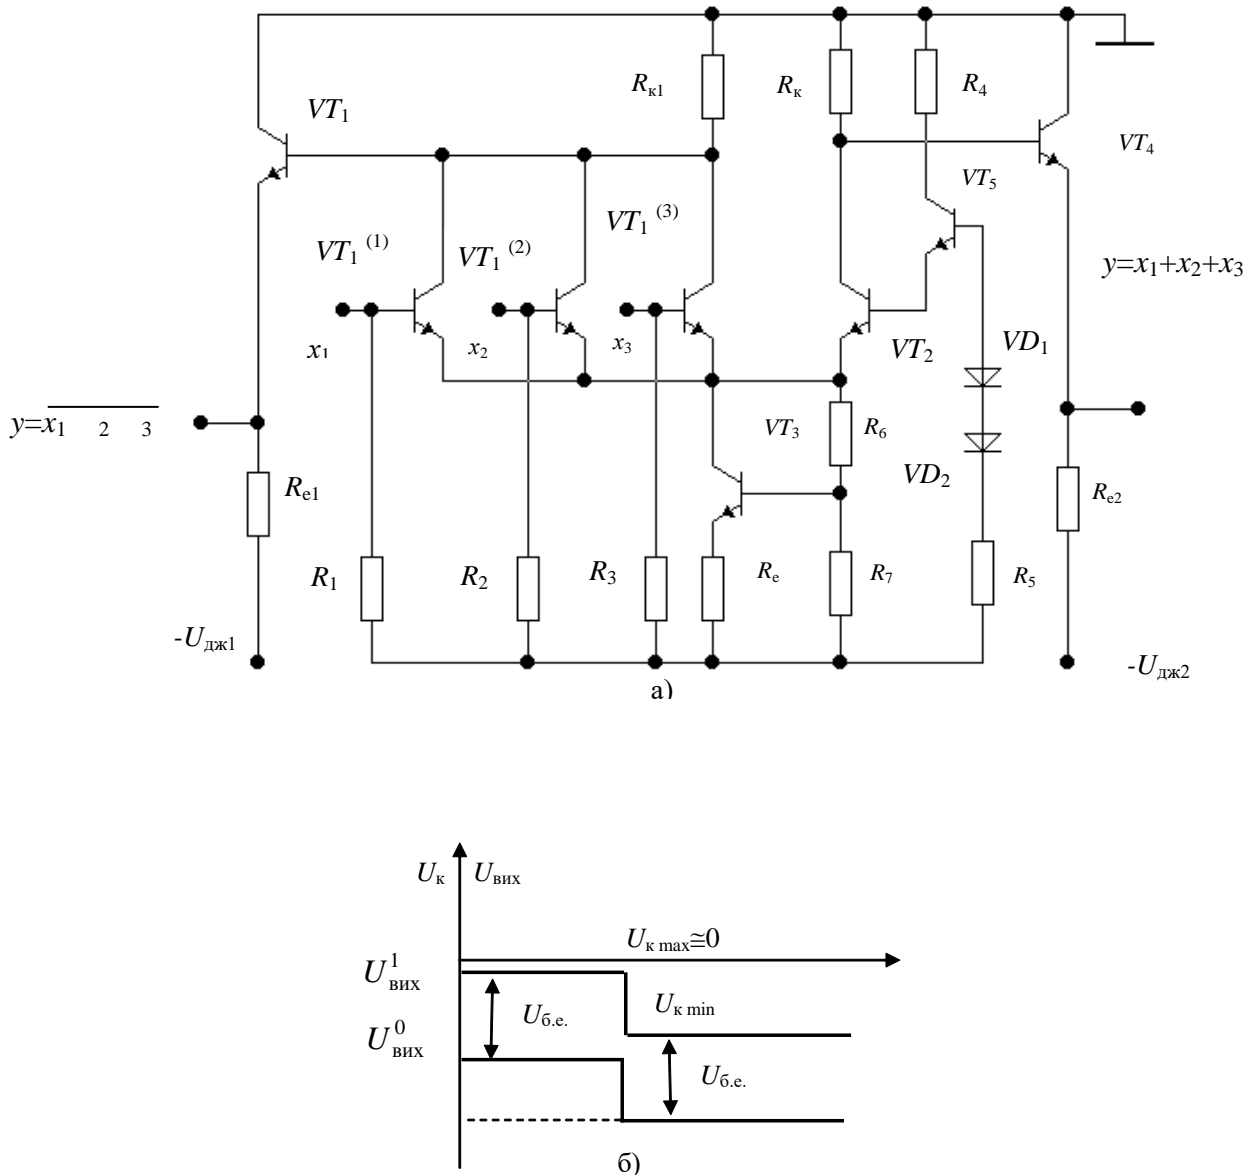 R_к1
R_к
R_4
VT_1
VT_4
VT_5
VT_1^(1)
VT_1^(2)
VT_1^(3)
y=x_1+x_2+x_3
x_1
x_2
x_3
VT_2
VD_1
y=x_1 2 3
VT_3
R_6
R_e1
VD_2
R_e2
R_1
R_2
R_3
R_e
R_7
R_5
-U_дж1
-U_дж2
а)
U_к
U_вих
U_к max≅0
U^1_вих
U_б.е.
U_к min
U^0_вих
U_б.е.
б)